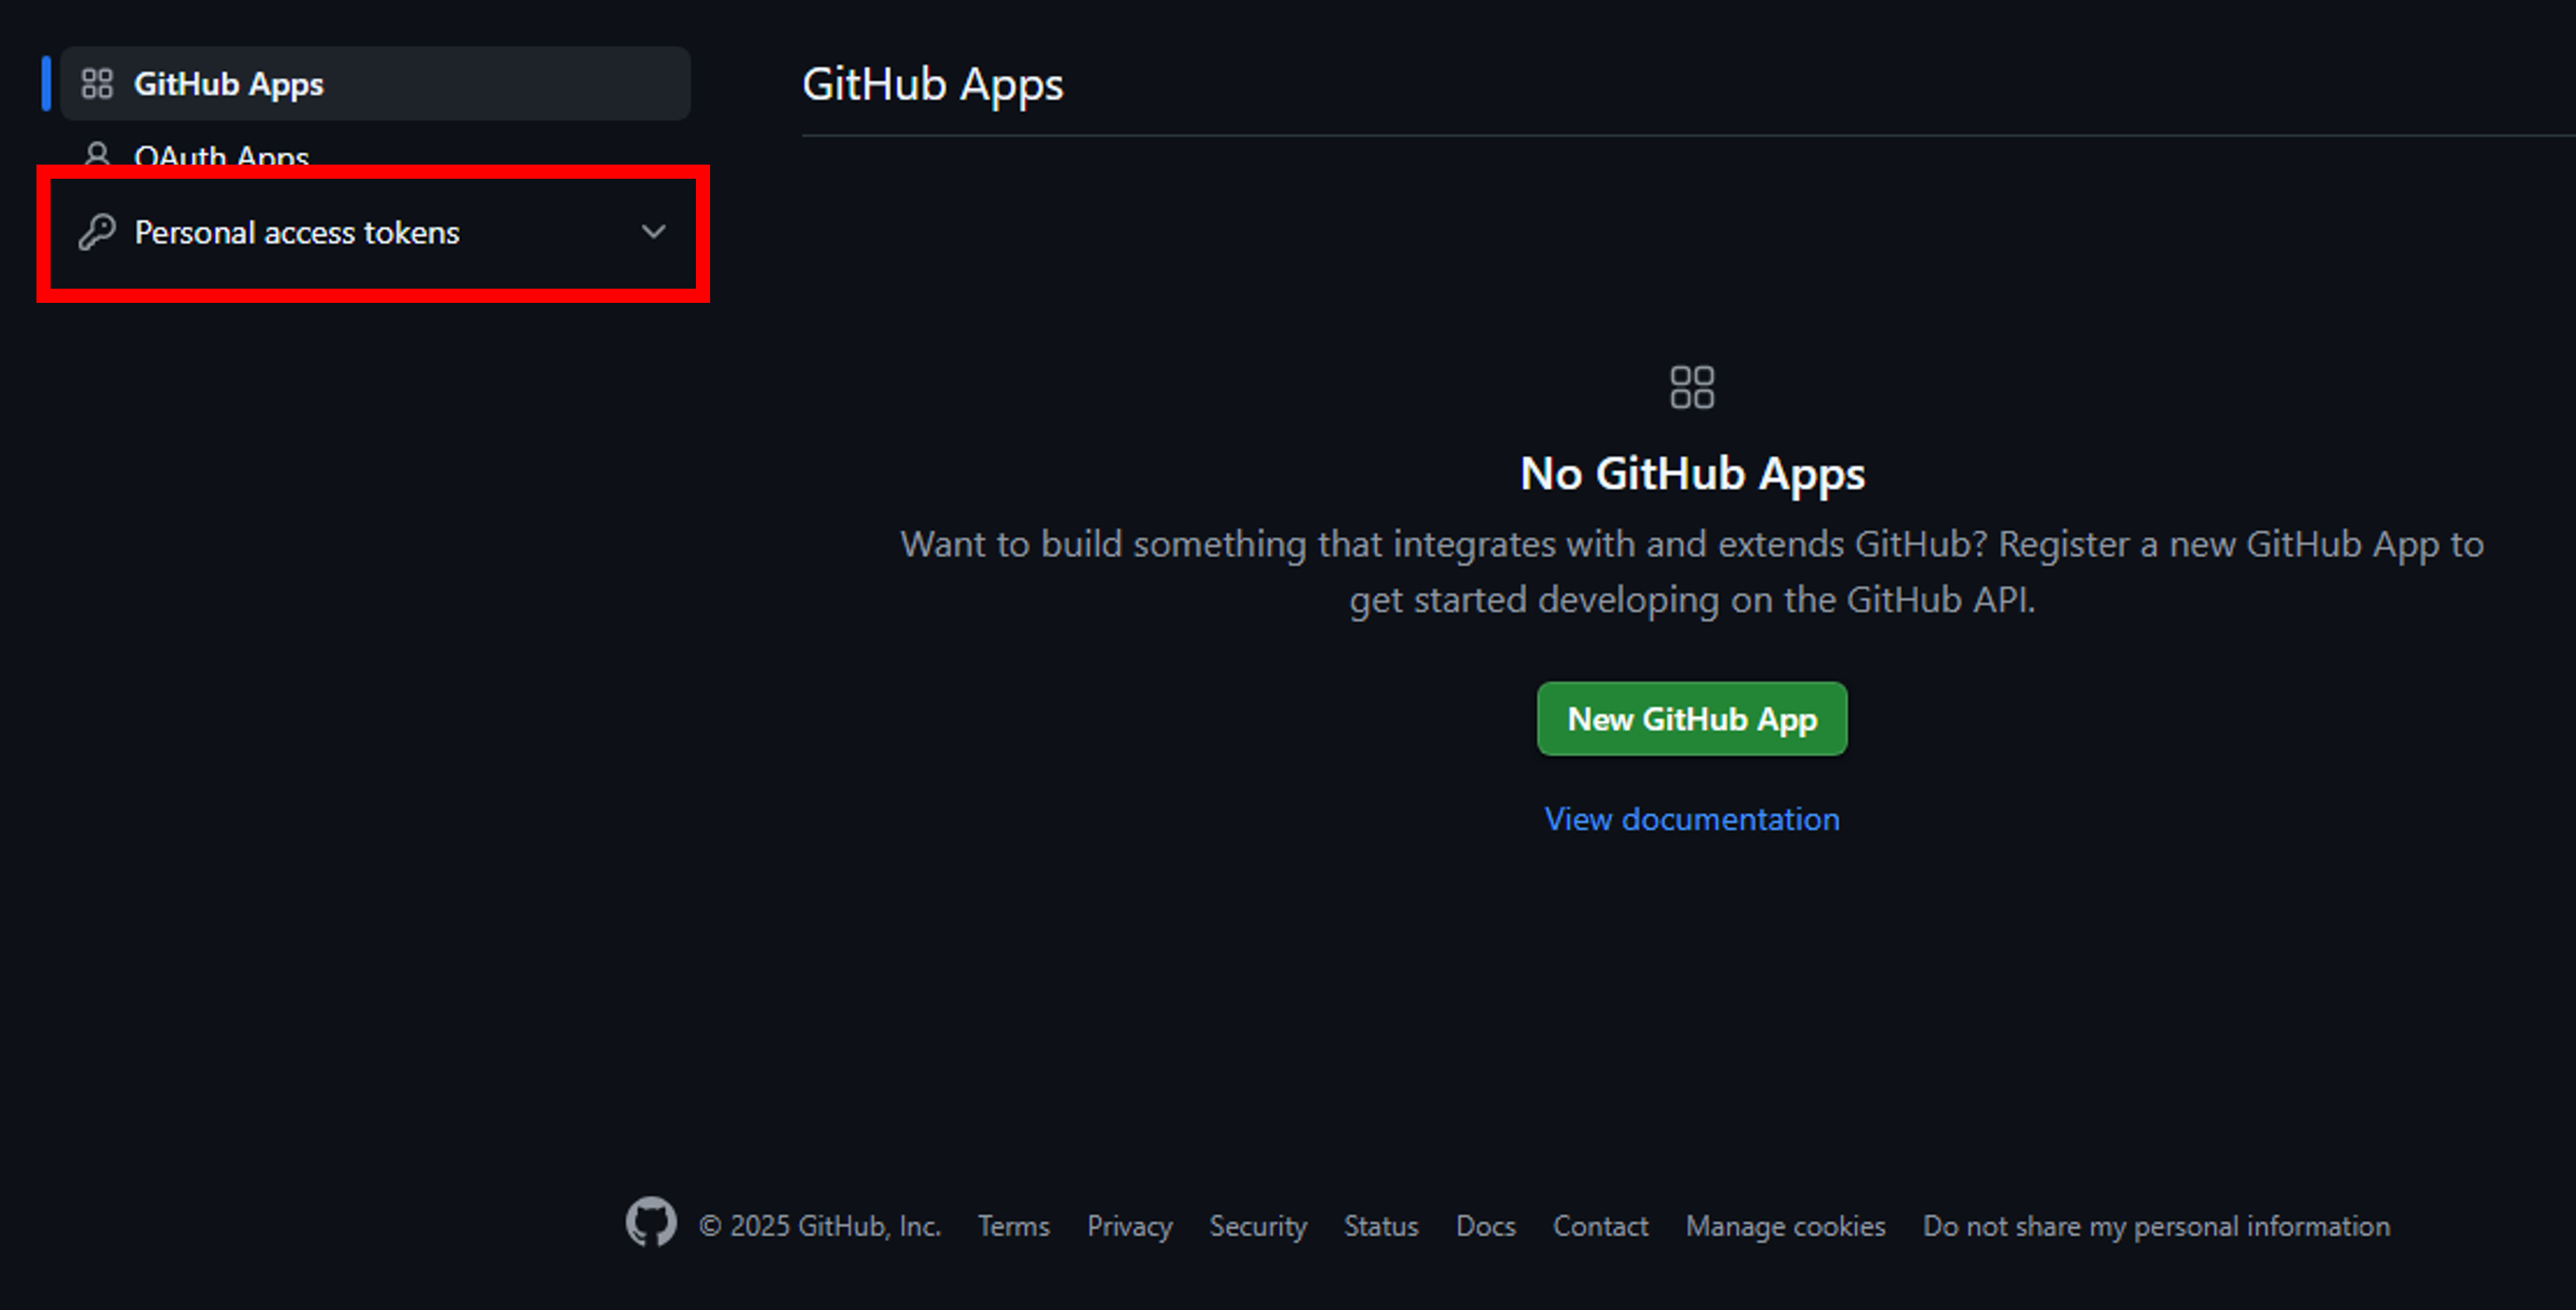 GitHub Apps
OAuth Apps
Personal access tokens
GitHub Apps
No GitHub Apps
Want to build something that integrates with and extends GitHub? Register a new GitHub App to
get started developing on the GitHub API.
New GitHub App
View documentation
© 2025 GitHub, Inc. Terms Privacy Security Status Docs Contact Manage cookies Do not share my personal information